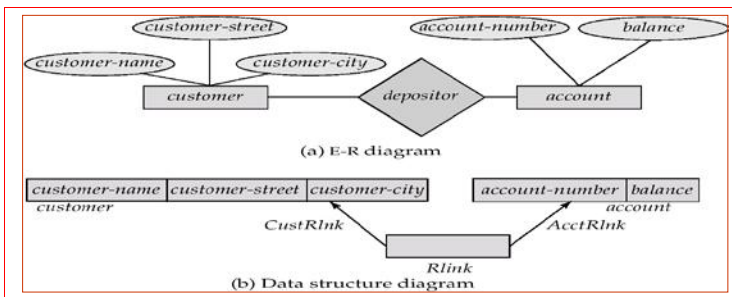 customer-street
account-number balance
customer-name customer-city
customer depositor account
(a) E-R diagram
customer-name customer-street customer-city account-number balance
customer account
CustRlnk AcctRlnk
Rlink
(b) Data structure diagram